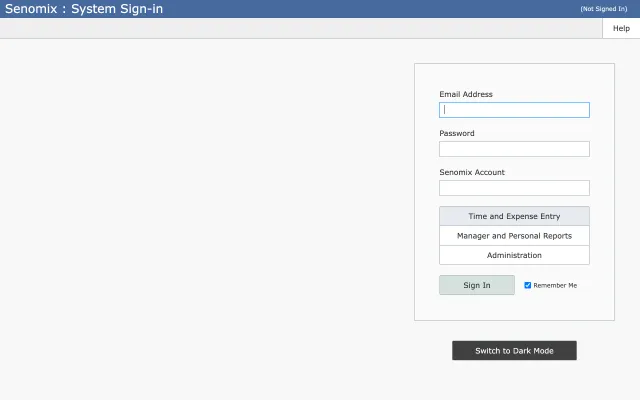 Senomix : System Sign-in
(Not Signed In)
Help
Email Address
Password
Senomix Account
Time and Expense Entry
Manager and Personal Reports
Administration
Sign In
Remember Me
Switch to Dark Mode